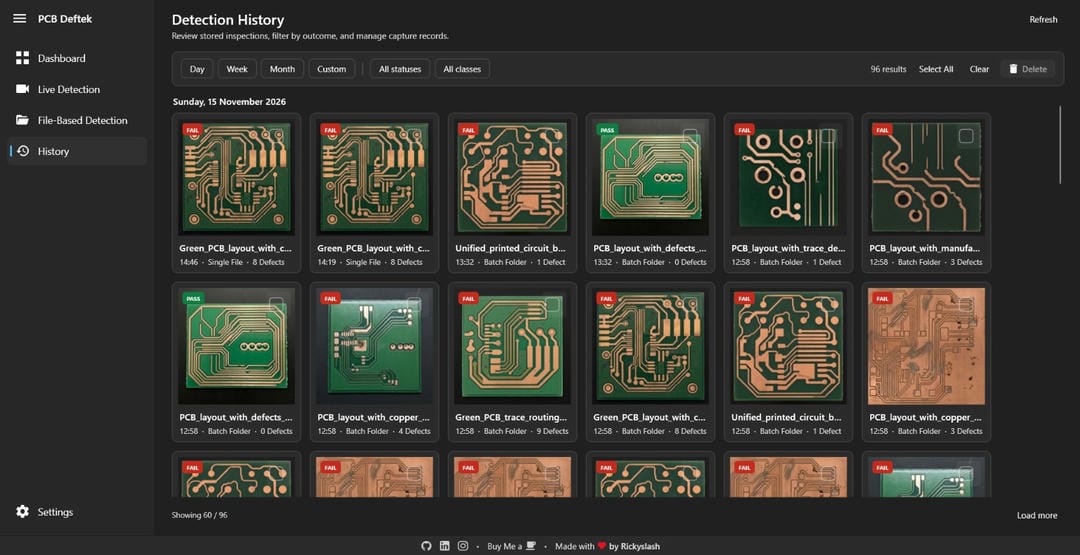 PCB Deftek
Dashboard
Live Detection
File-Based Detection
History
Settings
Detection History
Refresh
Review stored inspections, filter by outcome, and manage capture records.
Day Week Month Custom | All statuses All classes 96 results Select All Clear Delete
Sunday, 15 November 2026
FAIL FAIL FAIL PASS FAIL FAIL
Green_PCB_layout_with_c... Green_PCB_layout_with_c... Unified_printed_circuit_b... PCB_layout_with_defects_... PCB_layout_with_trace_de... PCB_layout_with_manufa...
14:46 · Single File · 8 Defects 14:19 · Single File · 8 Defects 13:32 · Batch Folder · 1 Defect 13:32 · Batch Folder · 0 Defects 12:58 · Batch Folder · 1 Defect 12:58 · Batch Folder · 3 Defects
PASS FAIL FAIL FAIL FAIL FAIL
PCB_layout_with_defects_... PCB_layout_with_copper_... Green_PCB_trace_routing... Green_PCB_layout_with_c... Unified_printed_circuit_b... PCB_layout_with_copper_...
12:58 · Batch Folder · 0 Defects 12:58 · Batch Folder · 4 Defects 12:58 · Batch Folder · 9 Defects 12:58 · Batch Folder · 8 Defects 12:58 · Batch Folder · 1 Defect 12:58 · Batch Folder · 3 Defects
FAIL FAIL FAIL FAIL FAIL FAIL
Showing 60 / 96
Load more
· Buy Me a · Made with ❤ by Rickyslash